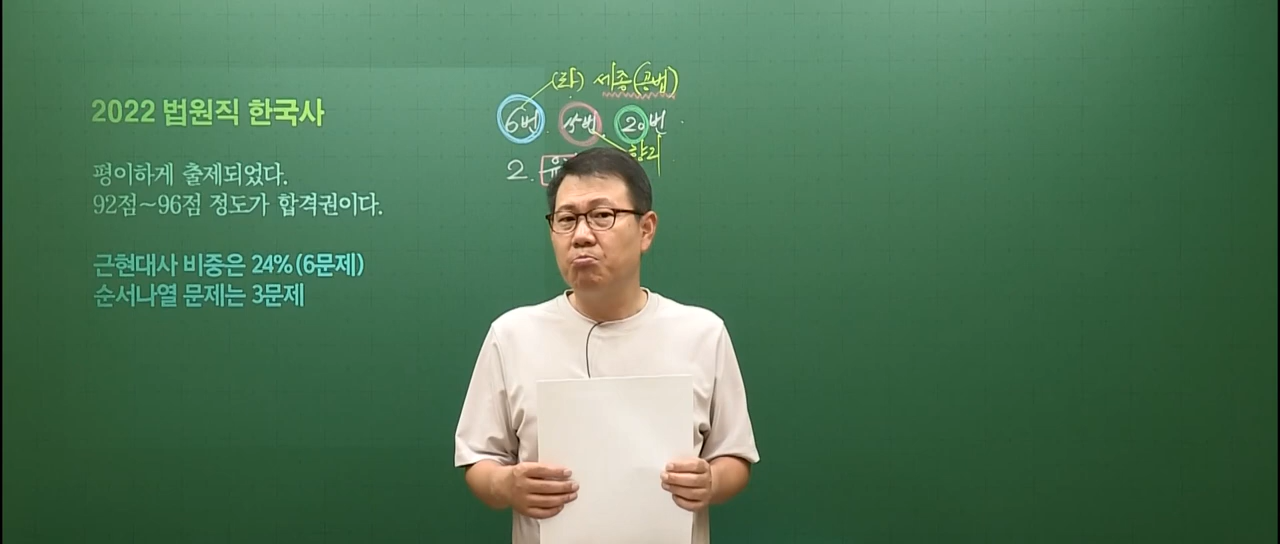 2022 법원직 한국사
평이하게 출제되었다.
92점~96점 정도가 합격권이다.
근현대사 비중은 24%(6문제)
순서나열 문제는 3문제
(라) 세종(공법)
6번 20번
향리
2.